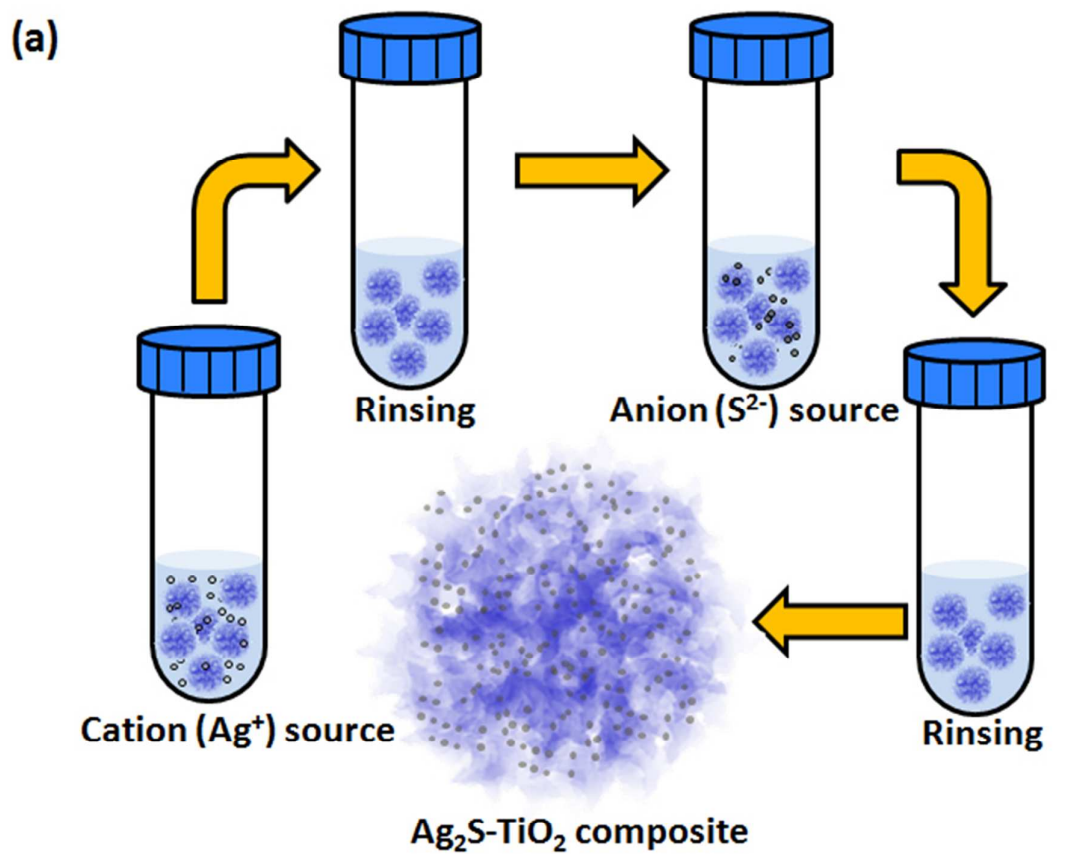 (a)
Rinsing
Anion (S²⁻) source
Cation (Ag⁺) source
Rinsing
Ag₂S-TiO₂ composite